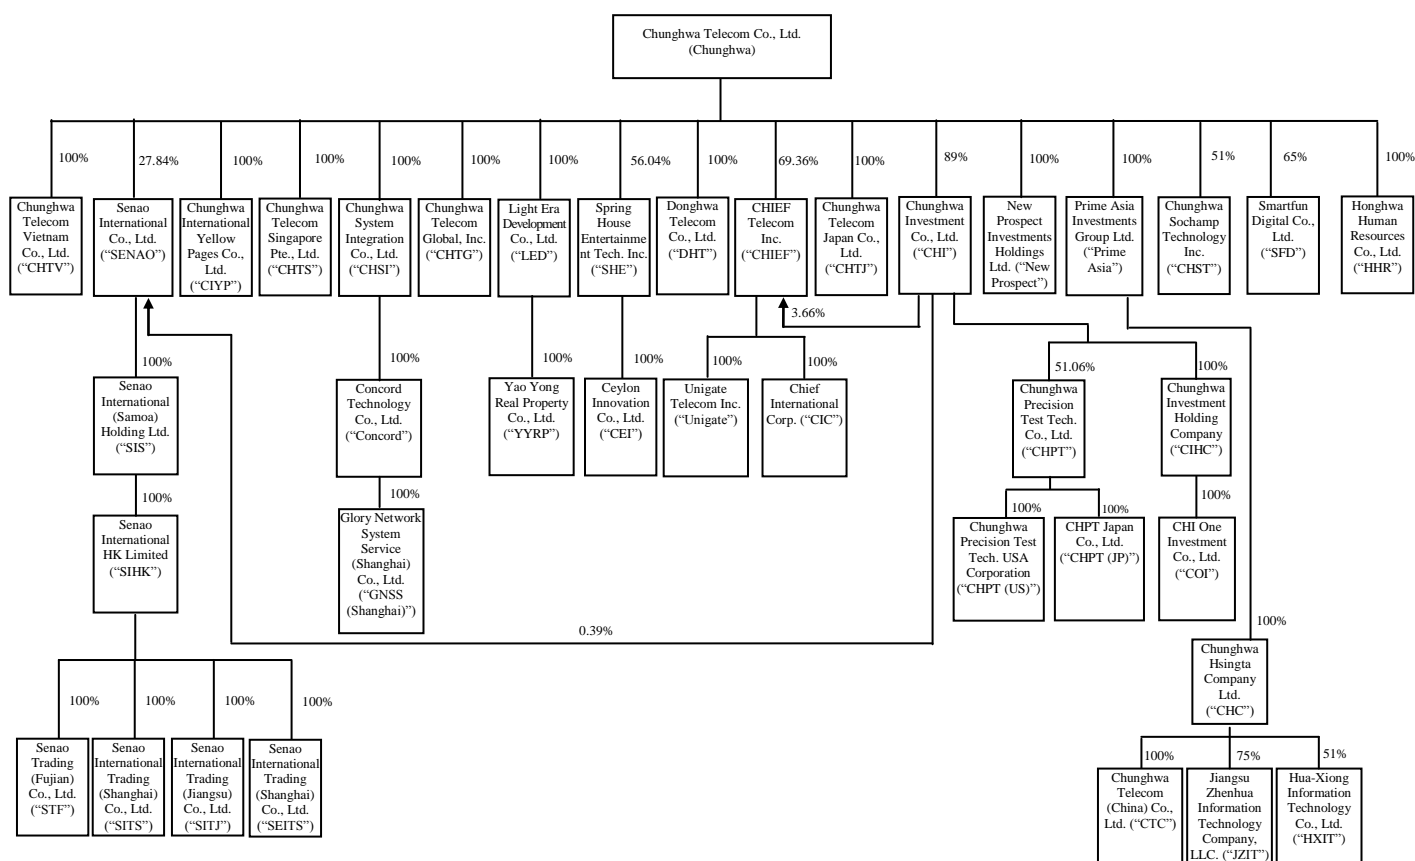 Chunghwa Telecom Co., Ltd.
(Chunghwa)
100%
27.84%
100%
100%
100%
100%
100%
56.04%
100%
69.36%
100%
89%
100%
100%
51%
65%
100%
Chunghwa
Telecom
Vietnam
Co., Ltd.
(“CHTV”)
Senao
International
Co., Ltd.
(“SENAO”)
Chunghwa
International
Yellow
Pages Co.,
Ltd.
(“CIYP”)
Chunghwa
Telecom
Singapore
Pte., Ltd.
(“CHTS”)
Chunghwa
System
Integration
Co., Ltd.
(“CHSI”)
Chunghwa
Telecom
Global, Inc.
(“CHTG”)
Light Era
Development
Co., Ltd.
(“LED”)
Spring
House
Entertainme
nt Tech. Inc.
(“SHE”)
Donghwa
Telecom
Co., Ltd.
(“DHT”)
CHIEF
Telecom
Inc.
(“CHIEF”)
Chunghwa
Telecom
Japan Co.,
Ltd.
(“CHTJ”)
Chunghwa
Investment
Co., Ltd.
(“CHI”)
New
Prospect
Investments
Holdings
Ltd. (“New
Prospect”)
Prime Asia
Investments
Group Ltd.
(“Prime
Asia”)
Chunghwa
Sochamp
Technology
Inc.
(“CHST”)
Smartfun
Digital Co.,
Ltd.
(“SFD”)
Honghwa
Human
Resources
Co., Ltd.
(“HHR”)
3.66%
100%
100%
100%
100%
100%
100%
51.06%
100%
Senao
International
(Samoa)
Holding Ltd.
(“SIS”)
Concord
Technology
Co., Ltd.
(“Concord”)
Yao Yong
Real Property
Co., Ltd.
(“YYRP”)
Ceylon
Innovation
Co., Ltd.
(“CEI”)
Unigate
Telecom Inc.
(“Unigate”)
Chief
International
Corp. (“CIC”)
Chunghwa
Precision
Test Tech.
Co., Ltd.
(“CHPT”)
Chunghwa
Investment
Holding
Company
(“CIHC”)
100%
100%
100%
100%
100%
Senao
International
HK Limited
(“SIHK”)
Glory Network
System
Service
(Shanghai)
Co., Ltd.
(“GNSS
(Shanghai)”)
Chunghwa
Precision Test
Tech. USA
Corporation
(“CHPT (US)”)
CHPT Japan
Co., Ltd.
(“CHPT (JP)”)
CHI One
Investment
Co., Ltd.
(“COI”)
0.39%
100%
Chunghwa
Hsingta
Company
Ltd.
(“CHC”)
100%
100%
100%
100%
Senao
Trading
(Fujian)
Co., Ltd.
(“STF”)
Senao
International
Trading
(Shanghai)
Co., Ltd.
(“SITS”)
Senao
International
Trading
(Jiangsu)
Co., Ltd.
(“SITJ”)
Senao
International
Trading
(Shanghai)
Co., Ltd.
(“SEITS”)
100%
75%
51%
Chunghwa
Telecom
(China) Co.,
Ltd. (“CTC”)
Jiangsu
Zhenhua
Information
Technology
Company,
LLC. (“JZIT”)
Hua-Xiong
Information
Technology
Co., Ltd.
(“HXIT”)